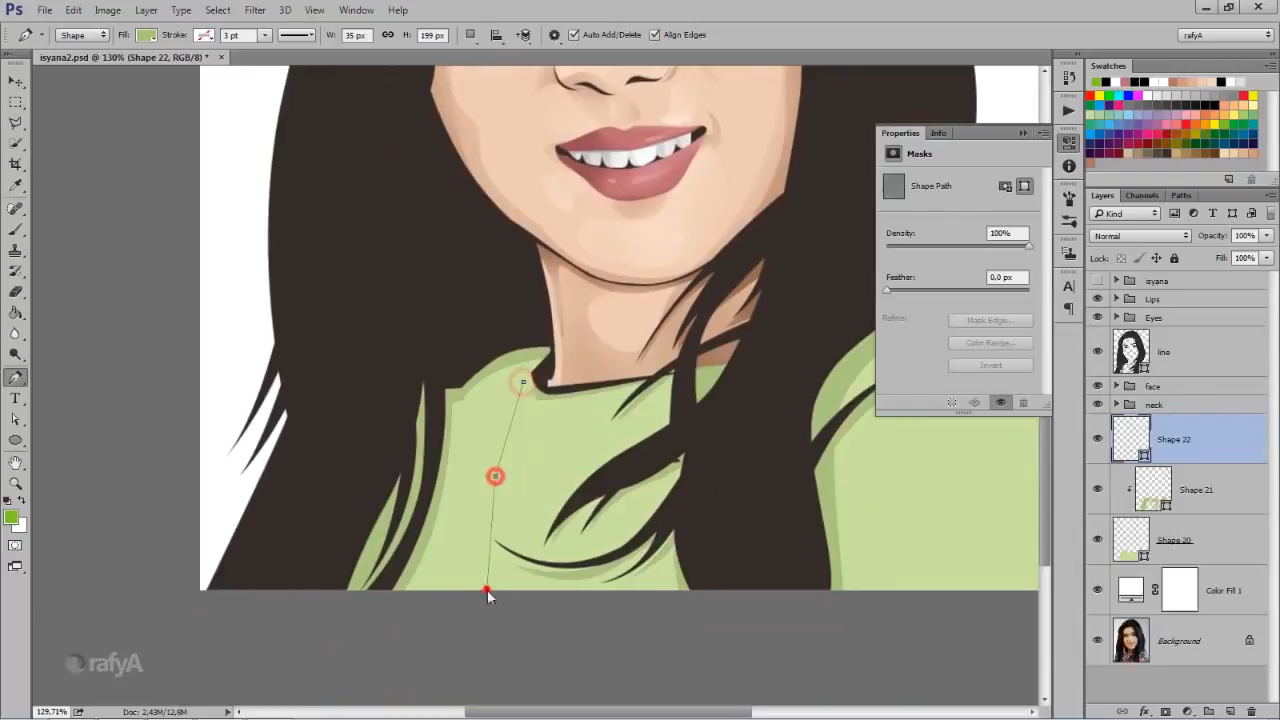 Ps File Edit Image Layer Type Select Filter 3D View Window Help
Shape Fill: Stroke: 3 pt W: 35 px H: 199 px Auto Add/Delete Align Edges rafyA
isyana2.psd @ 130% (Shape 22, RGB/8) *
Swatches
Properties Info
Masks
Shape Path
Density: 100%
Feather: 0,0 px
Refine: Mask Edge...
Color Range...
Invert
Layers Channels Paths
Kind
Normal Opacity: 100%
Lock: Fill: 100%
isyana
Lips
Eyes
line
face
neck
Shape 22
Shape 21
Shape 20
Color Fill 1
Background
rafyA
129,71% Doc: 2,43M/12,8M